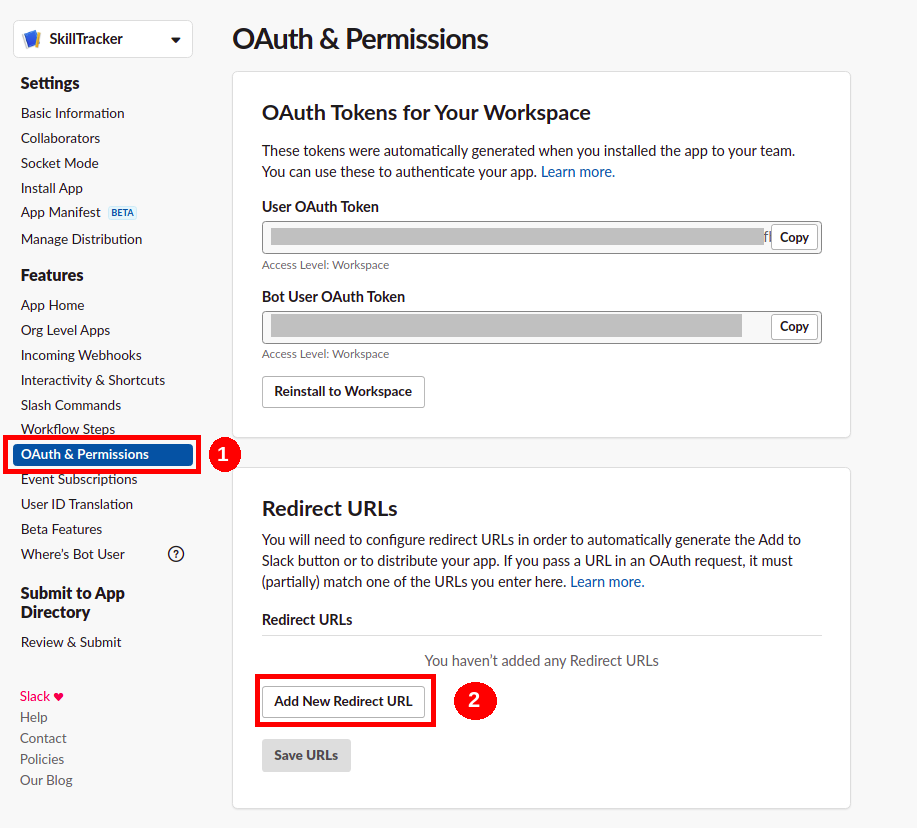 SkillTracker
Settings
Basic Information
Collaborators
Socket Mode
Install App
App Manifest BETA
Manage Distribution
Features
App Home
Org Level Apps
Incoming Webhooks
Interactivity & Shortcuts
Slash Commands
Workflow Steps
OAuth & Permissions
1
Event Subscriptions
User ID Translation
Beta Features
Where's Bot User ?
Submit to App
Directory
Review & Submit
Slack ♥
Help
Contact
Policies
Our Blog
OAuth & Permissions
OAuth Tokens for Your Workspace
These tokens were automatically generated when you installed the app to your team.
You can use these to authenticate your app. Learn more.
User OAuth Token
Copy
Access Level: Workspace
Bot User OAuth Token
Copy
Access Level: Workspace
Reinstall to Workspace
Redirect URLs
You will need to configure redirect URLs in order to automatically generate the Add to
Slack button or to distribute your app. If you pass a URL in an OAuth request, it must
(partially) match one of the URLs you enter here. Learn more.
Redirect URLs
You haven't added any Redirect URLs
Add New Redirect URL
2
Save URLs